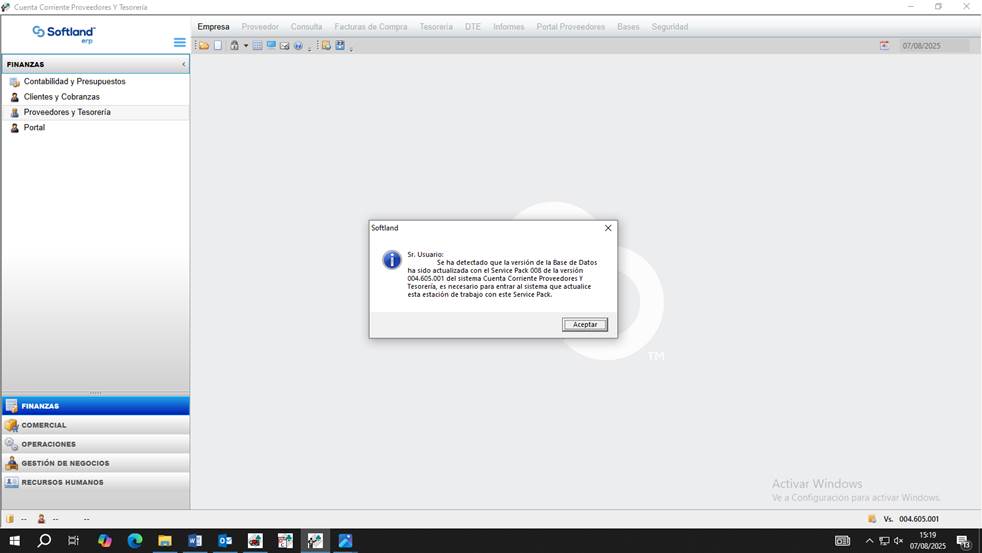 Cuenta Corriente Proveedores Y Tesorería
Softland
erp
Empresa Proveedor Consulta Facturas de Compra Tesorería DTE Informes Portal Proveedores Bases Seguridad
07/08/2025
FINANZAS
Contabilidad y Presupuestos
Clientes y Cobranzas
Proveedores y Tesorería
Portal
Softland
Sr. Usuario:
Se ha detectado que la versión de la Base de Datos
ha sido actualizada con el Service Pack 008 de la versión
004.605.001 del sistema Cuenta Corriente Proveedores Y
Tesorería, es necesario para entrar al sistema que actualice
esta estación de trabajo con este Service Pack.
Aceptar
TM
FINANZAS
COMERCIAL
OPERACIONES
GESTIÓN DE NEGOCIOS
RECURSOS HUMANOS
Activar Windows
Ve a Configuración para activar Windows.
-- -- --
Vs. 004.605.001
15:19
07/08/2025
13